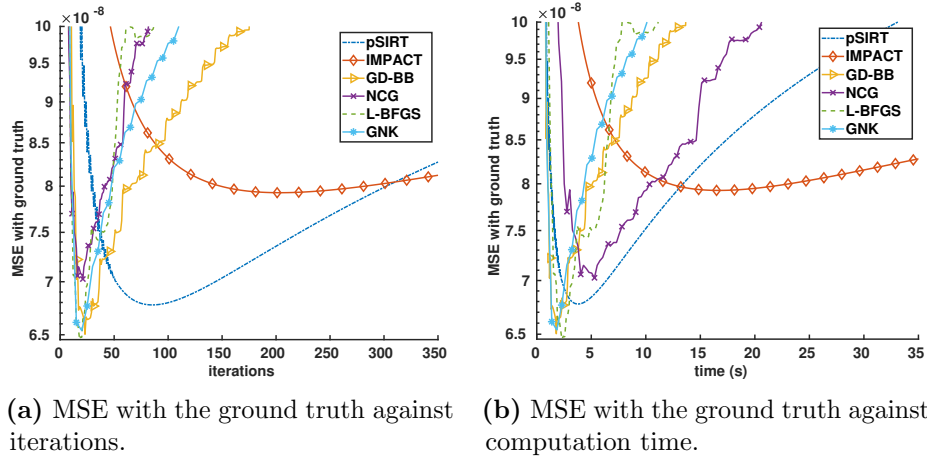 ×10⁻⁸
10
9.5
9
8.5
8
7.5
7
6.5
MSE with ground truth
0 50 100 150 200 250 300 350
iterations
pSIRT
IMPACT
GD-BB
NCG
L-BFGS
GNK
(a) MSE with the ground truth against
iterations.
×10⁻⁸
10
9.5
9
8.5
8
7.5
7
6.5
MSE with ground truth
0 5 10 15 20 25 30 35
time (s)
pSIRT
IMPACT
GD-BB
NCG
L-BFGS
GNK
(b) MSE with the ground truth against
computation time.